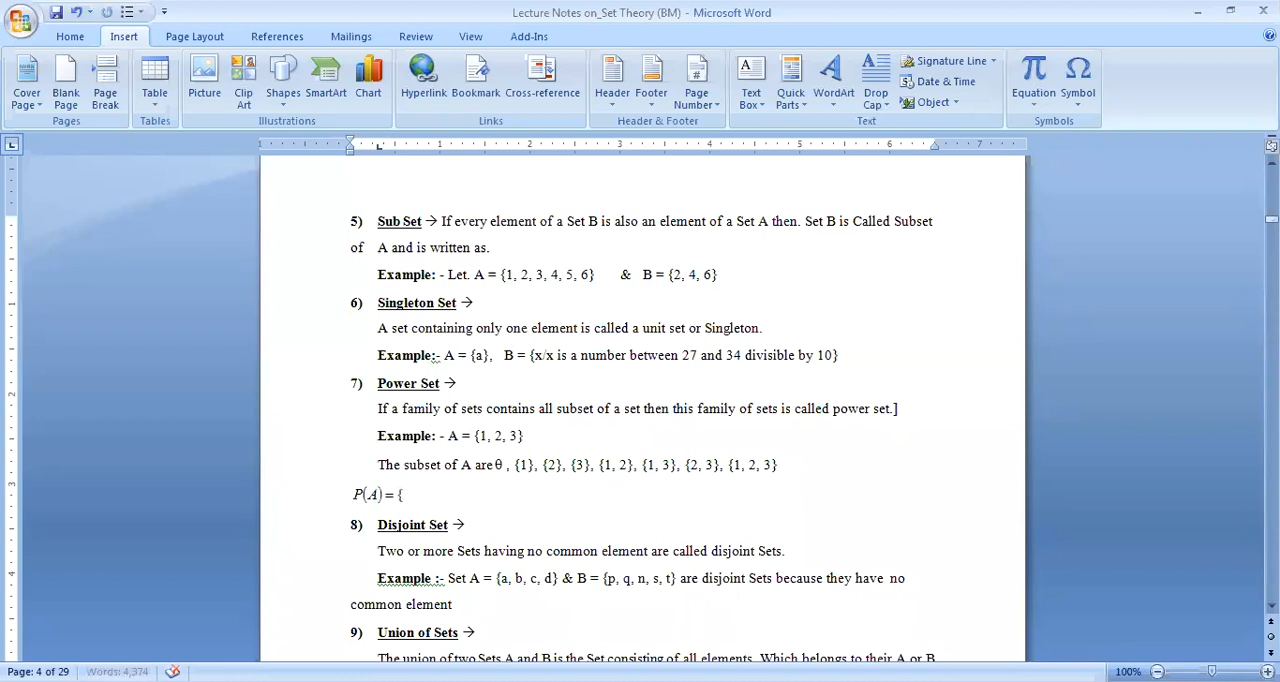 Lecture Notes on_Set Theory (BM) - Microsoft Word
Home Insert Page Layout References Mailings Review View Add-Ins
Cover Page Blank Page Page Break Table Picture Clip Art Shapes SmartArt Chart Hyperlink Bookmark Cross-reference Header Footer Page Number Text Box Quick Parts WordArt Drop Cap Signature Line Date & Time Object Equation Symbol
Pages Tables Illustrations Links Header & Footer Text Symbols
1 1 2 3 4 5 6 7
5) Sub Set → If every element of a Set B is also an element of a Set A then. Set B is Called Subset
of A and is written as.
Example: - Let. A = {1, 2, 3, 4, 5, 6} & B = {2, 4, 6}
6) Singleton Set →
A set containing only one element is called a unit set or Singleton.
Example:- A = {a}, B = {x/x is a number between 27 and 34 divisible by 10}
7) Power Set →
If a family of sets contains all subset of a set then this family of sets is called power set.]
Example: - A = {1, 2, 3}
The subset of A are θ , {1}, {2}, {3}, {1, 2}, {1, 3}, {2, 3}, {1, 2, 3}
P(A) = {
8) Disjoint Set →
Two or more Sets having no common element are called disjoint Sets.
Example :- Set A = {a, b, c, d} & B = {p, q, n, s, t} are disjoint Sets because they have no
common element
9) Union of Sets →
The union of two Sets A and B is the Set consisting of all elements. Which belongs to their A or B
Page: 4 of 29 Words: 4,374 100%